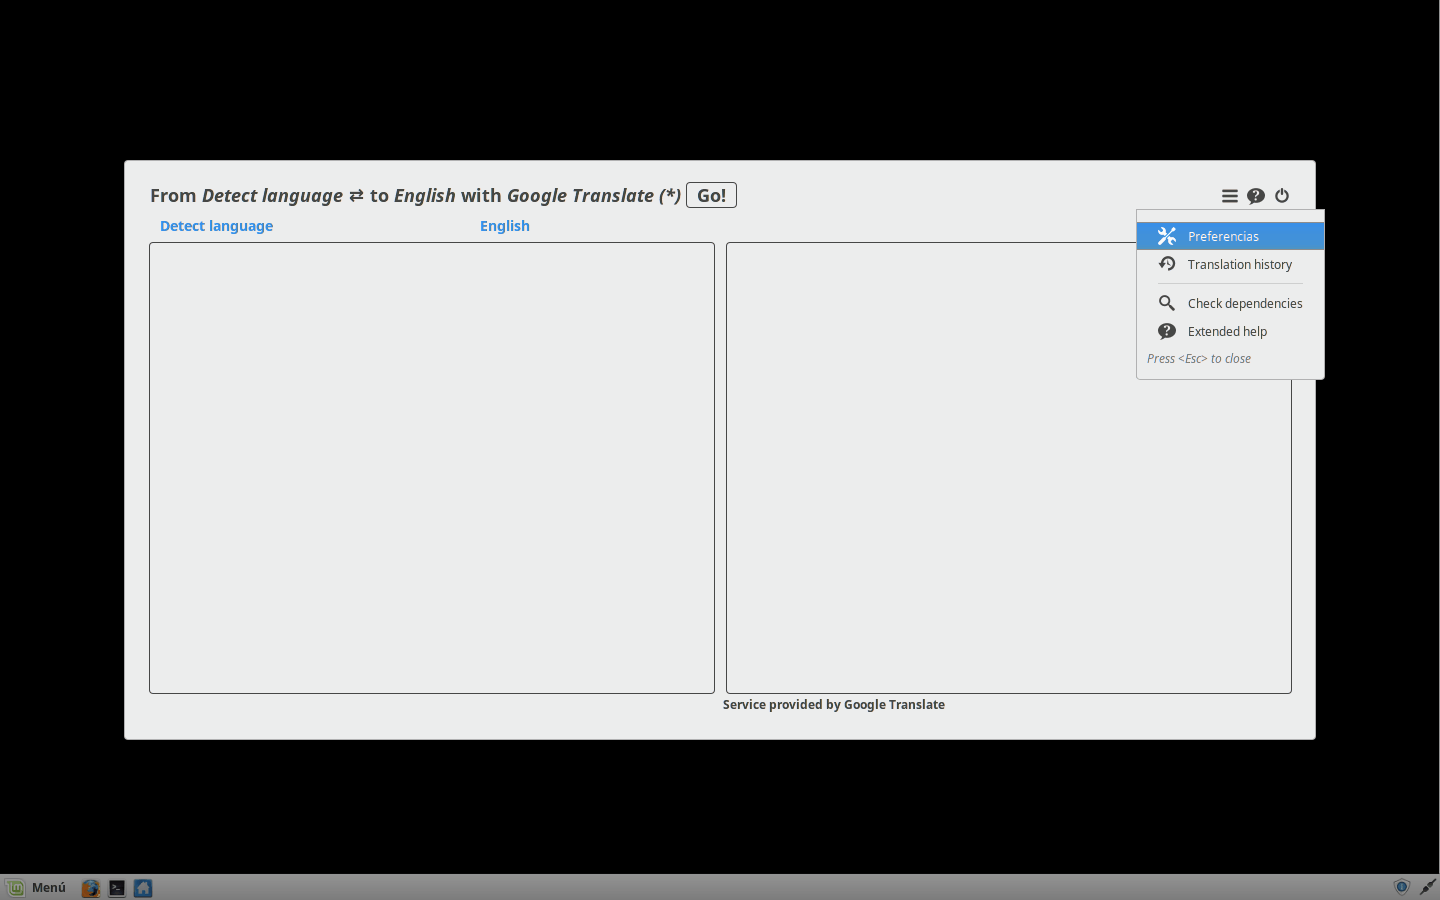 From Detect language ⇄ to English with Google Translate (*) Go!
Detect language English
Preferencias
Translation history
Check dependencies
Extended help
Press <Esc> to close
Service provided by Google Translate
Menú